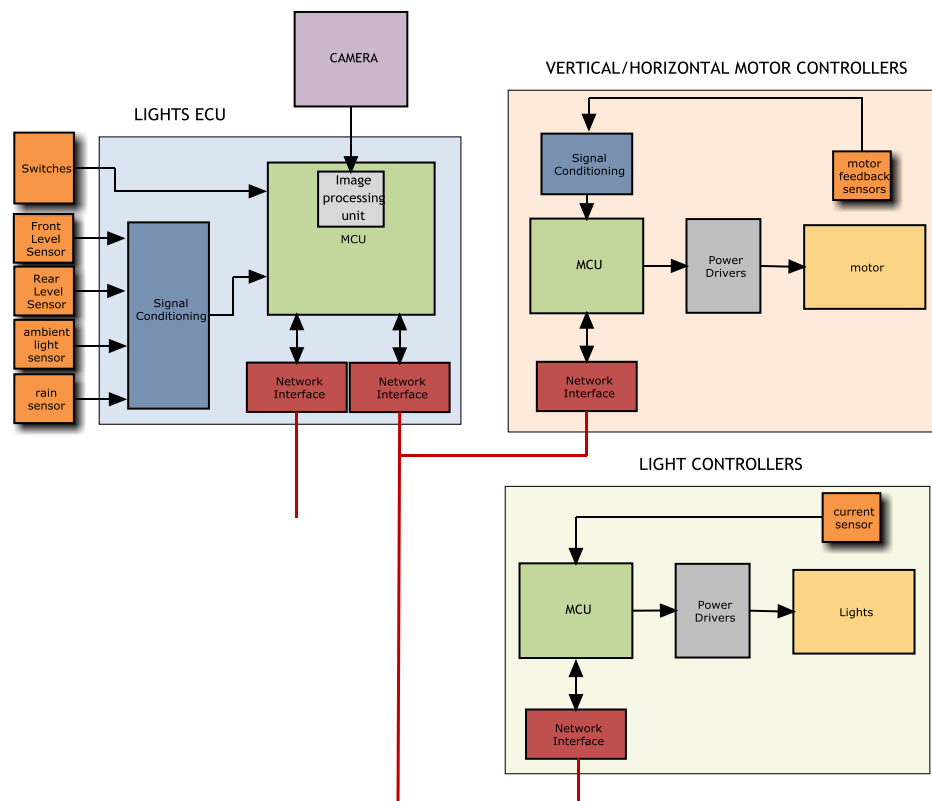 CAMERA
VERTICAL/HORIZONTAL MOTOR CONTROLLERS
LIGHTS ECU
Switches
Image
processing
unit
MCU
Front
Level
Sensor
Rear
Level
Sensor
ambient
light
sensor
rain
sensor
Signal
Conditioning
Network
Interface
Network
Interface
Signal
Conditioning
motor
feedback
sensors
MCU
Power
Drivers
motor
Network
Interface
LIGHT CONTROLLERS
current
sensor
MCU
Power
Drivers
Lights
Network
Interface